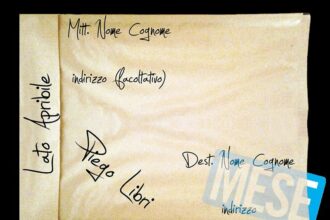 Mitt. Nome Cognome
indirizzo (facoltativo)
Lato Apribile
Piego Libri
Dest. Nome Cognome
indirizzo
MESE